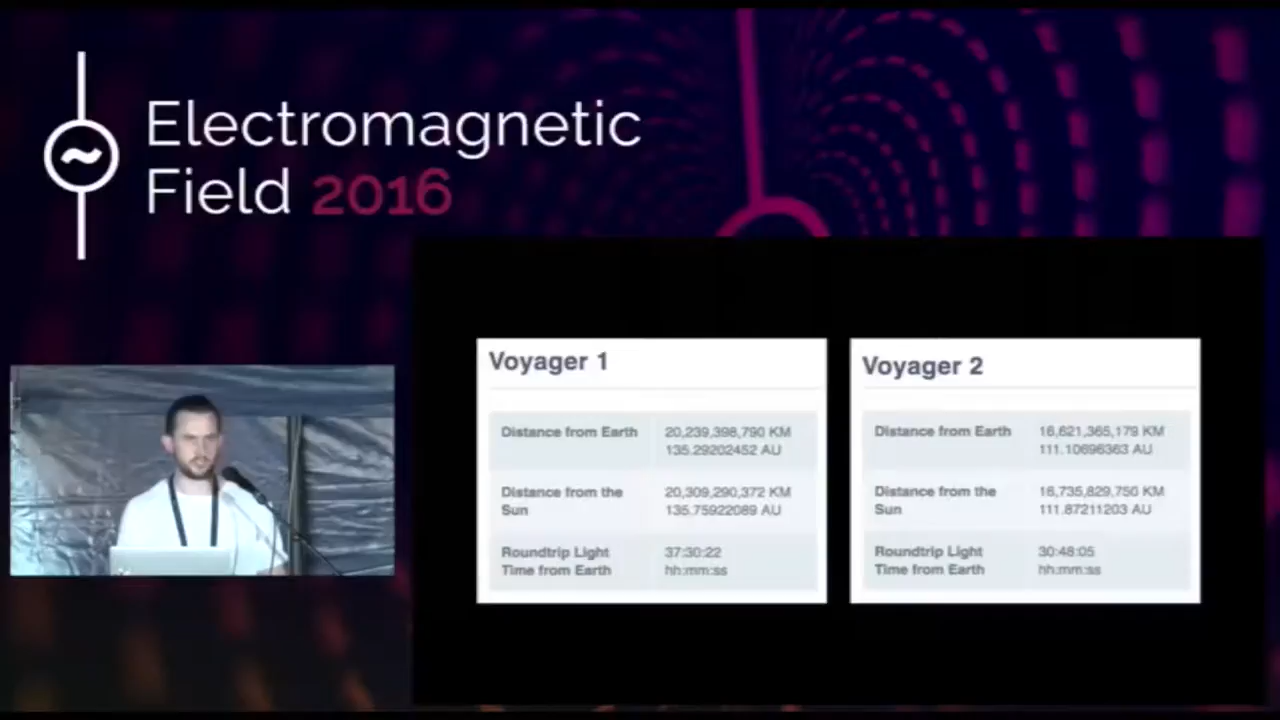 Electromagnetic
Field 2016
Voyager 1
Distance from Earth
20,239,398,790 KM
135.29202452 AU
Distance from the
Sun
20,309,290,372 KM
135.75922089 AU
Roundtrip Light
Time from Earth
37:30:22
hh:mm:ss
Voyager 2
Distance from Earth
16,621,365,179 KM
111.10696363 AU
Distance from the
Sun
16,735,829,750 KM
111.87211203 AU
Roundtrip Light
Time from Earth
30:48:05
hh:mm:ss